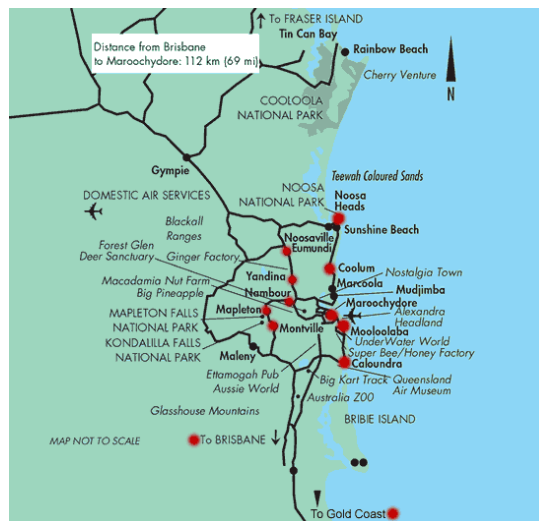 To FRASER ISLAND
Tin Can Bay
Distance from Brisbane
to Maroochydore: 112 km (69 mi)
Rainbow Beach
Cherry Venture
N
COOLOOLA
NATIONAL PARK
Gympie
Teewah Coloured Sands
DOMESTIC AIR SERVICES
NOOSA
NATIONAL PARK
Noosa
Heads
Blackall
Ranges
Noosaville
Sunshine Beach
Eumundi
Forest Glen
Deer Sanctuary
Ginger Factory
Yandina
Coolum
Nostalgia Town
Marcoola
Mudjimba
Macadamia Nut Farm
Big Pineapple
Nambour
Maroochydore
Mapleton
Alexandra
Headland
MAPLETON FALLS
NATIONAL PARK
Montville
Mooloolaba
KONDALILLA FALLS
NATIONAL PARK
UnderWater World
Super Bee/Honey Factory
Maleny
Caloundra
Ettamogah Pub
Aussie World
Big Kart Track
Queensland
Air Museum
Australia ZOO
Glasshouse Mountains
BRIBIE ISLAND
MAP NOT TO SCALE
To BRISBANE
To Gold Coast